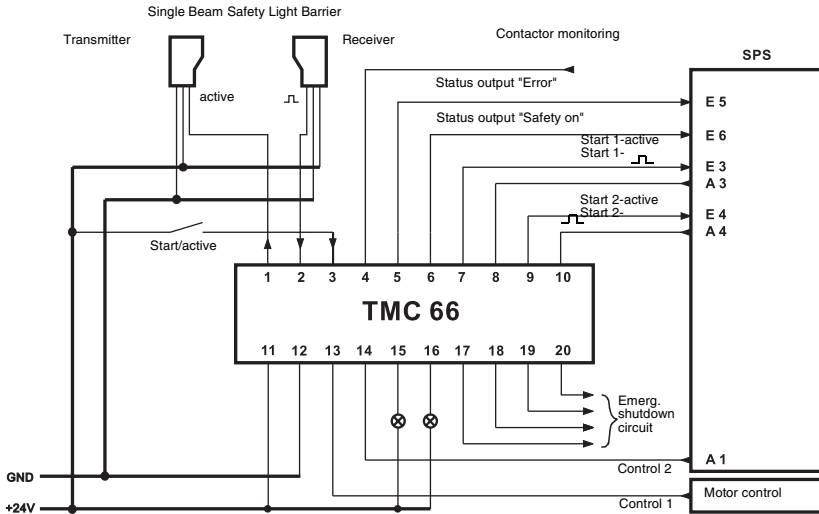 Single Beam Safety Light Barrier
Transmitter
Receiver
Contactor monitoring
SPS
active
Status output "Error"
E 5
Status output "Safety on"
E 6
Start 1-active
Start 1-
E 3
A 3
Start 2-active
Start 2-
E 4
A 4
Start/active
1 2 3 4 5 6 7 8 9 10
TMC 66
11 12 13 14 15 16 17 18 19 20
Emerg.
shutdown
circuit
A 1
Control 2
GND
Motor control
Control 1
+24V